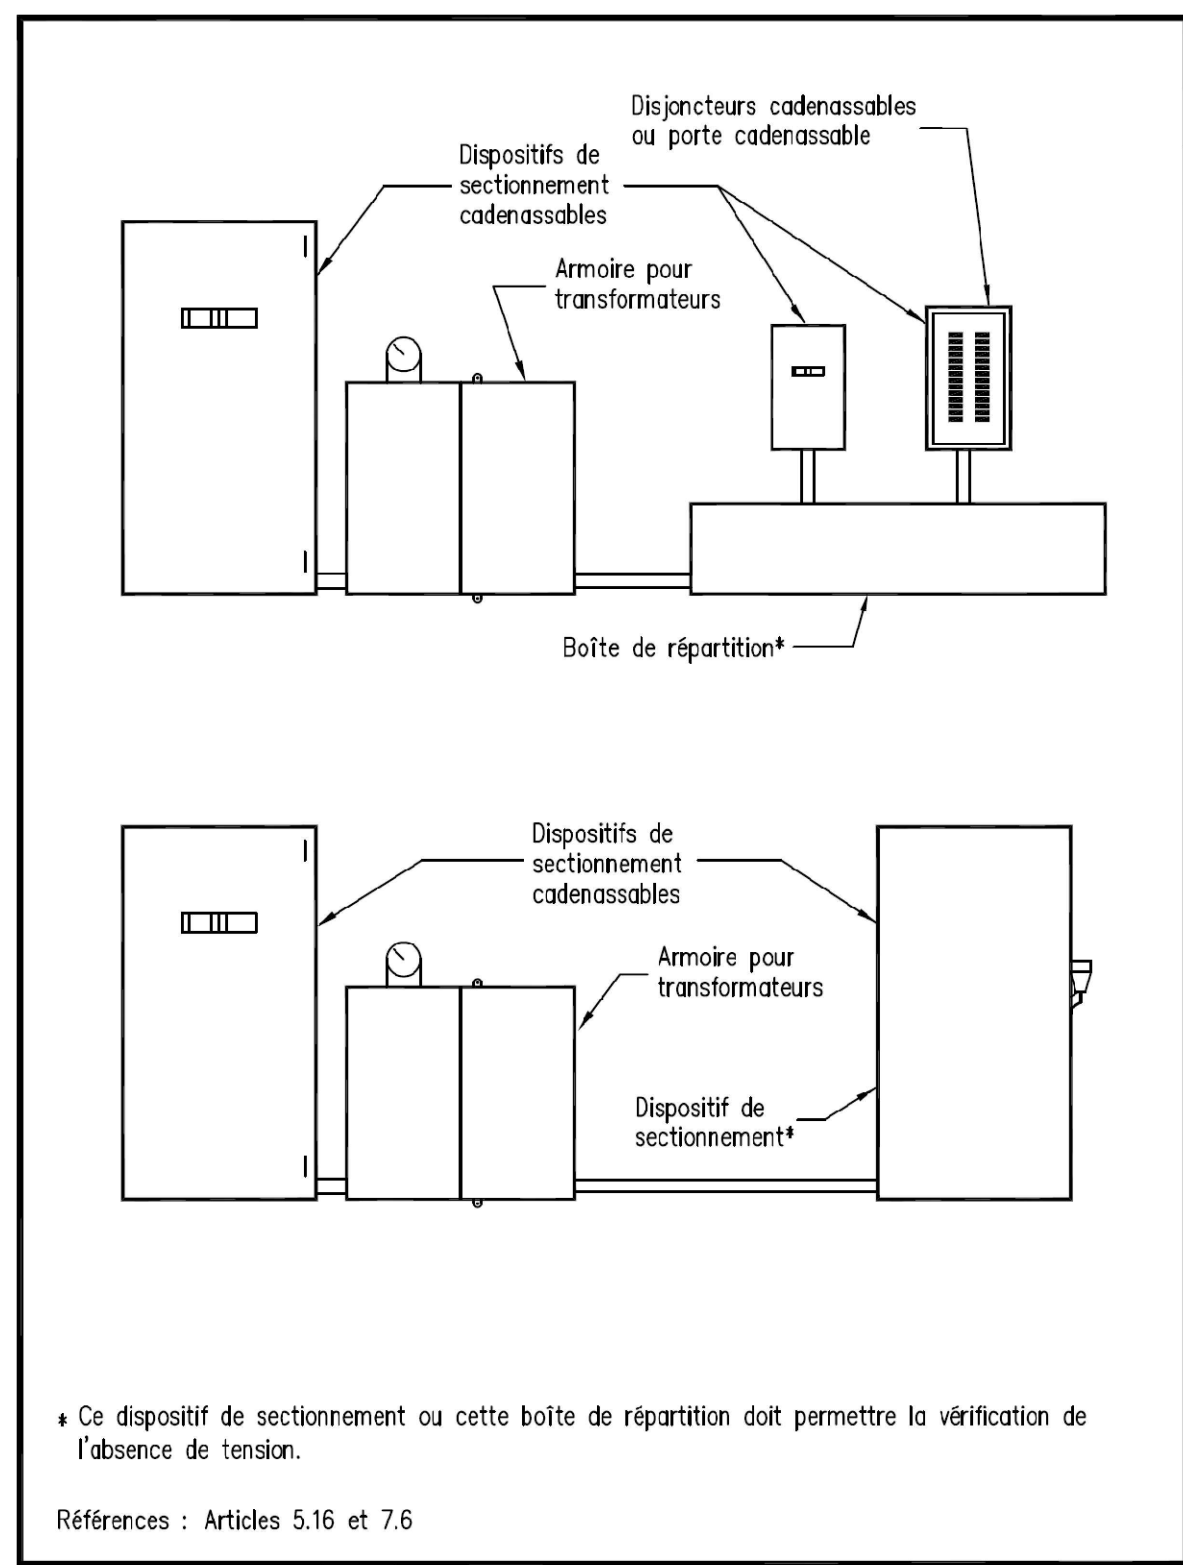 Disjoncteurs cadenassables
ou porte cadenassable
Dispositifs de
sectionnement
cadenassables
Armoire pour
transformateurs
Boîte de répartition*
Dispositifs de
sectionnement
cadenassables
Armoire pour
transformateurs
Dispositif de
sectionnement*
* Ce dispositif de sectionnement ou cette boîte de répartition doit permettre la vérification de
l'absence de tension.
Références : Articles 5.16 et 7.6